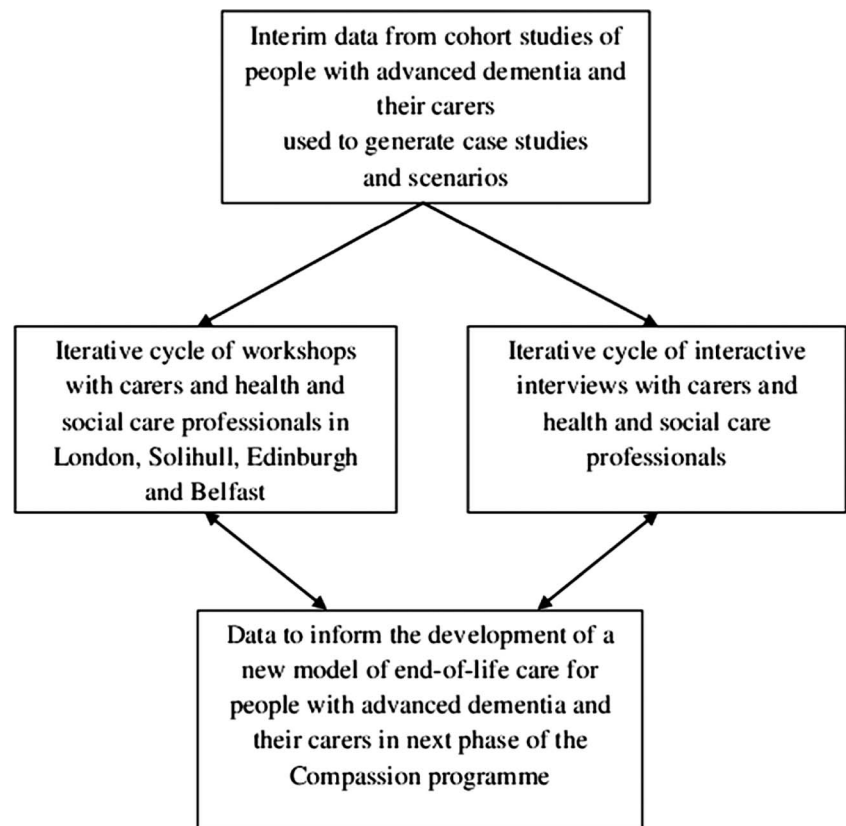 Interim data from cohort studies of
people with advanced dementia and
their carers
used to generate case studies
and scenarios
Iterative cycle of workshops
with carers and health and
social care professionals in
London, Solihull, Edinburgh
and Belfast
Iterative cycle of interactive
interviews with carers and
health and social care
professionals
Data to inform the development of a
new model of end-of-life care for
people with advanced dementia and
their carers in next phase of the
Compassion programme